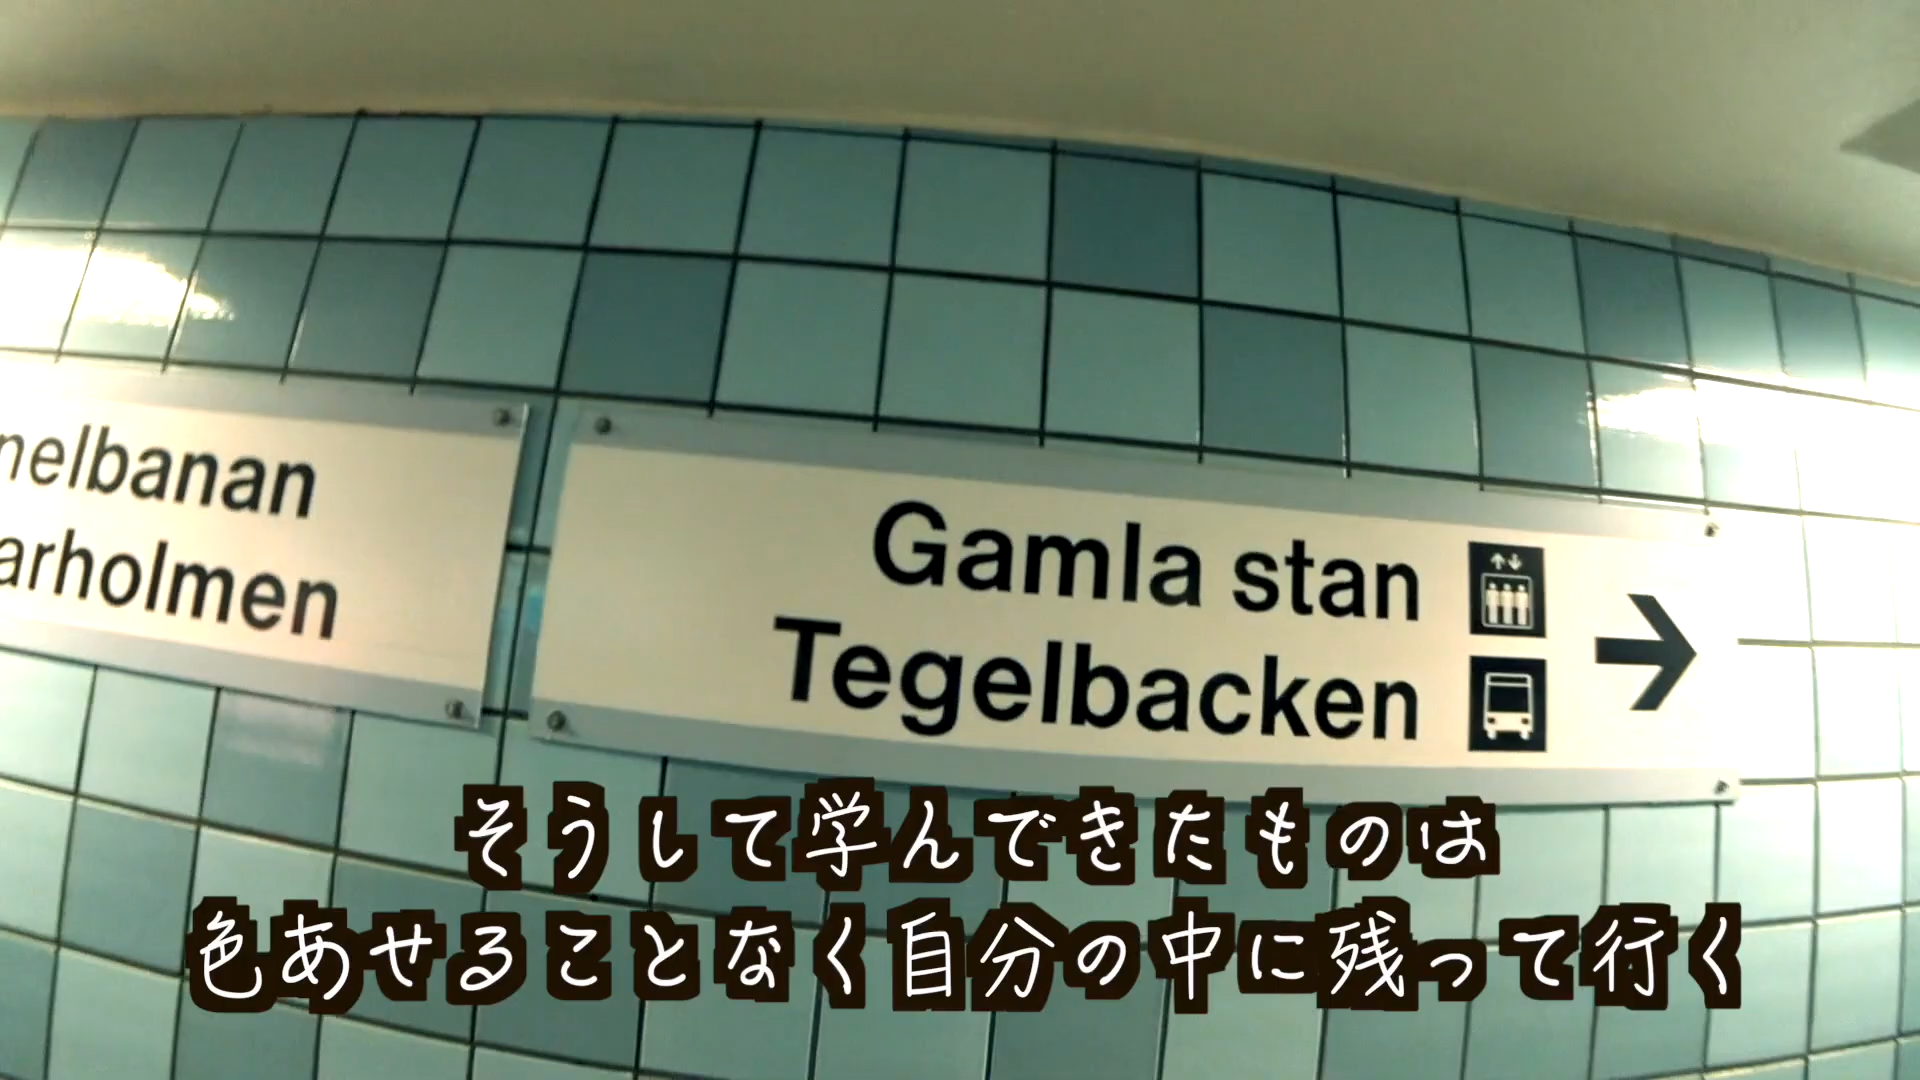 nelbanan
arholmen
Gamla stan
Tegelbacken
そうして学んできたものは
色あせることなく自分の中に残って行く